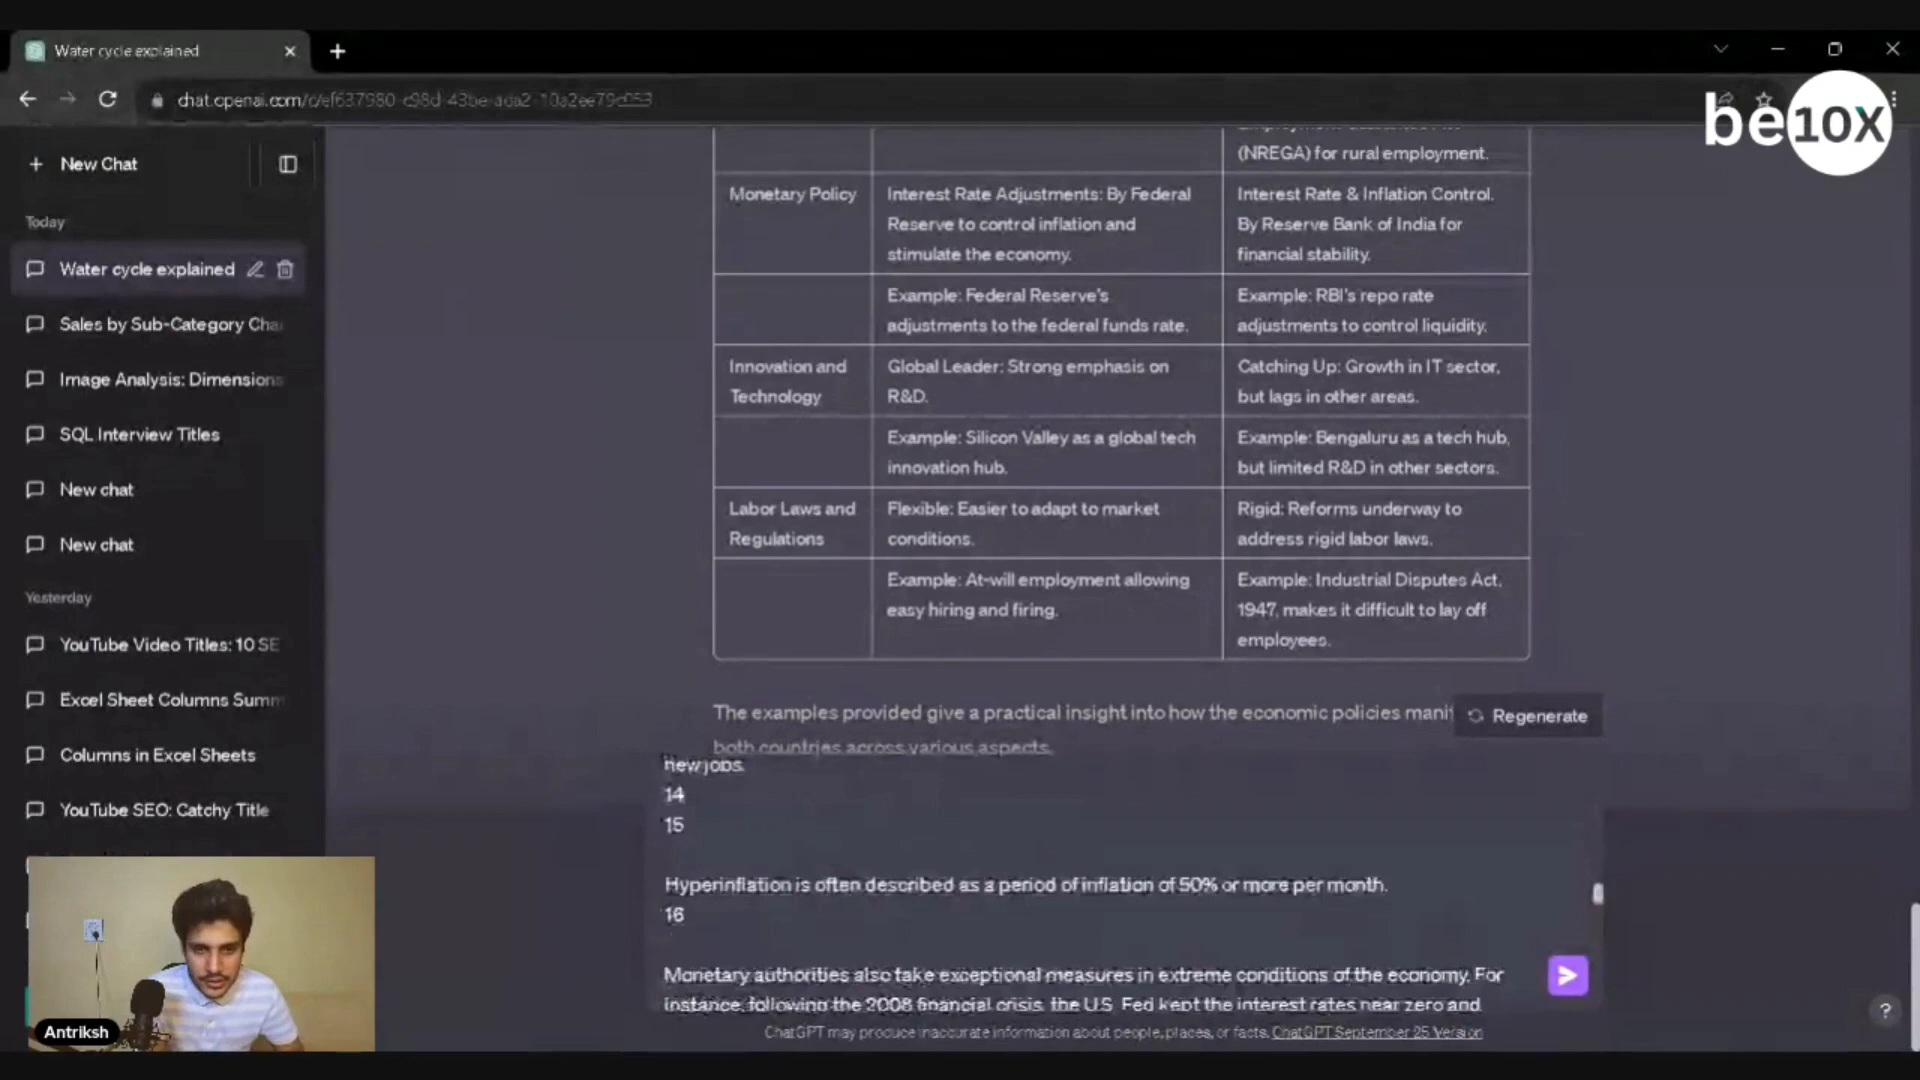 Water cycle explained
chat.openai.com/c/ef637980-c98d-43be-ada2-10a2ee79d053
be10x
New Chat
Today
Water cycle explained
Sales by Sub-Category Cha
Image Analysis: Dimensions
SQL Interview Titles
New chat
New chat
Yesterday
YouTube Video Titles: 10 SE
Excel Sheet Columns Summ
Columns in Excel Sheets
YouTube SEO: Catchy Title
Antriksh
(NREGA) for rural employment.
Monetary Policy
Interest Rate Adjustments: By Federal
Reserve to control inflation and
stimulate the economy.
Interest Rate & Inflation Control.
By Reserve Bank of India for
financial stability.
Example: Federal Reserve's
adjustments to the federal funds rate.
Example: RBI's repo rate
adjustments to control liquidity.
Innovation and
Technology
Global Leader: Strong emphasis on
R&D.
Catching Up: Growth in IT sector,
but lags in other areas.
Example: Silicon Valley as a global tech
innovation hub.
Example: Bengaluru as a tech hub,
but limited R&D in other sectors.
Labor Laws and
Regulations
Flexible: Easier to adapt to market
conditions.
Rigid: Reforms underway to
address rigid labor laws.
Example: At-will employment allowing
easy hiring and firing.
Example: Industrial Disputes Act,
1947, makes it difficult to lay off
employees.
The examples provided give a practical insight into how the economic policies mani
both countries across various aspects.
Regenerate
new jobs.
14
15
Hyperinflation is often described as a period of inflation of 50% or more per month.
16
Monetary authorities also take exceptional measures in extreme conditions of the economy. For
instance, following the 2008 financial crisis, the U.S. Fed kept the interest rates near zero and
ChatGPT may produce inaccurate information about people, places, or facts. ChatGPT September 25 Version
?